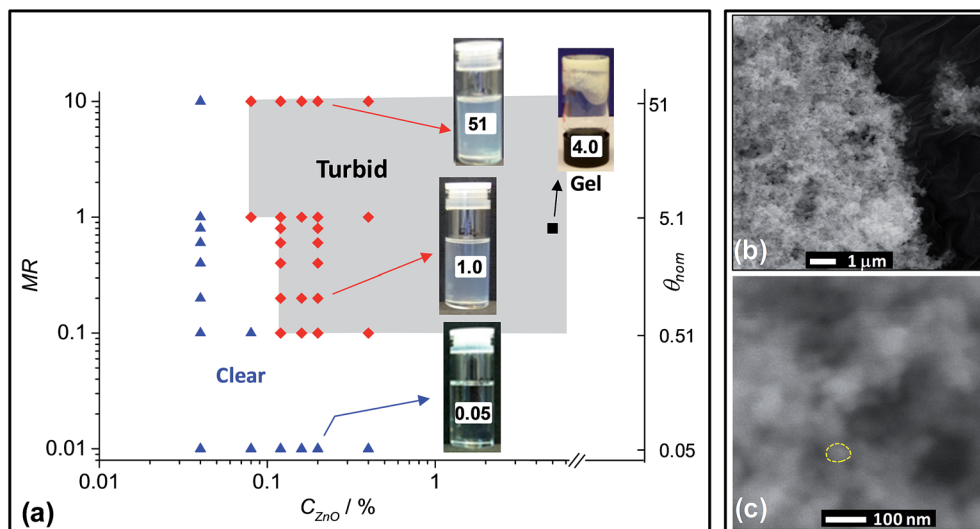 10
1
0.1
0.01
MR
0.01
0.1
1
C_ZnO / %
51
5.1
0.51
0.05
θ_nom
Turbid
Clear
Gel
51
4.0
1.0
0.05
(a)
(b)
1 μm
(c)
100 nm